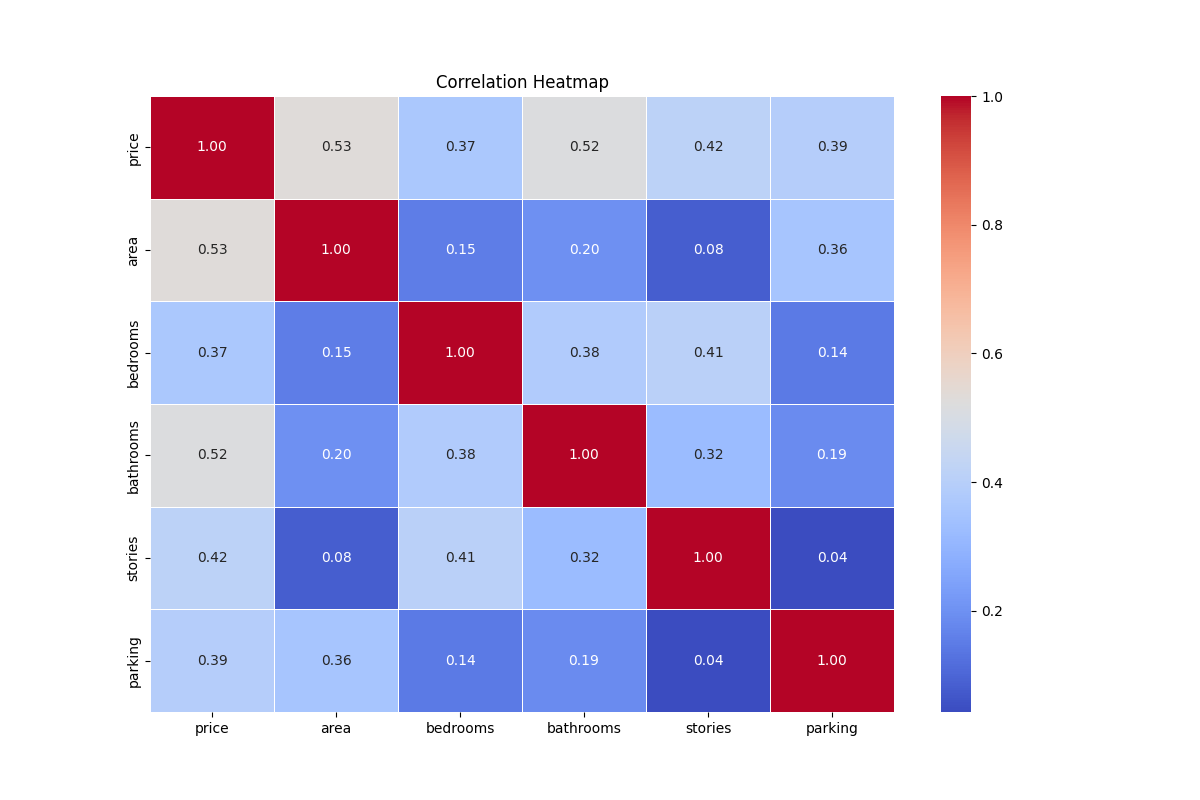 Correlation Heatmap
price 1.00 0.53 0.37 0.52 0.42 0.39
area 0.53 1.00 0.15 0.20 0.08 0.36
bedrooms 0.37 0.15 1.00 0.38 0.41 0.14
bathrooms 0.52 0.20 0.38 1.00 0.32 0.19
stories 0.42 0.08 0.41 0.32 1.00 0.04
parking 0.39 0.36 0.14 0.19 0.04 1.00
price area bedrooms bathrooms stories parking
1.0
0.8
0.6
0.4
0.2